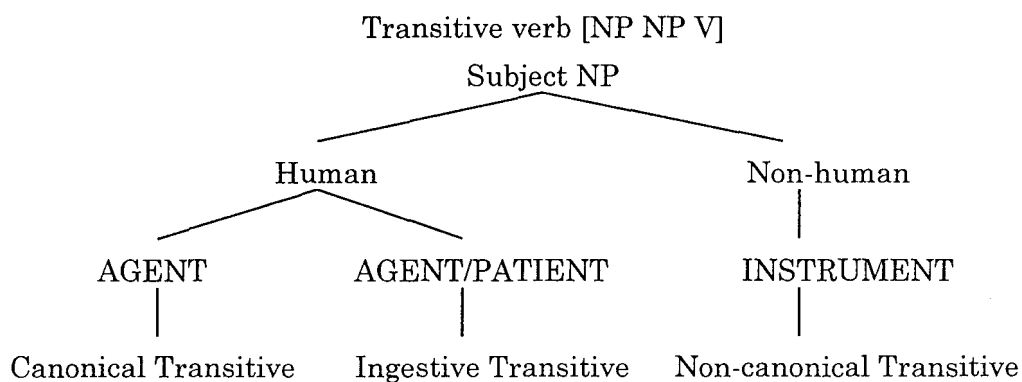 Transitive verb [NP NP V]
Subject NP
Human Non-human
AGENT AGENT/PATIENT INSTRUMENT
Canonical Transitive Ingestive Transitive Non-canonical Transitive